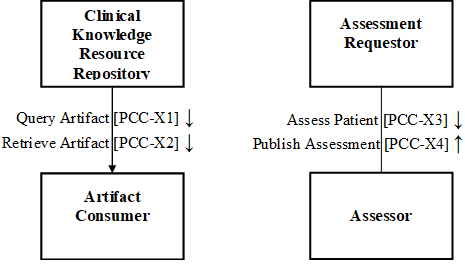 Clinical
Knowledge
Resource
Repository
Assessment
Requestor
Query Artifact [PCC-X1] ↓
Retrieve Artifact [PCC-X2] ↓
Assess Patient [PCC-X3] ↓
Publish Assessment [PCC-X4] ↑
Artifact
Consumer
Assessor